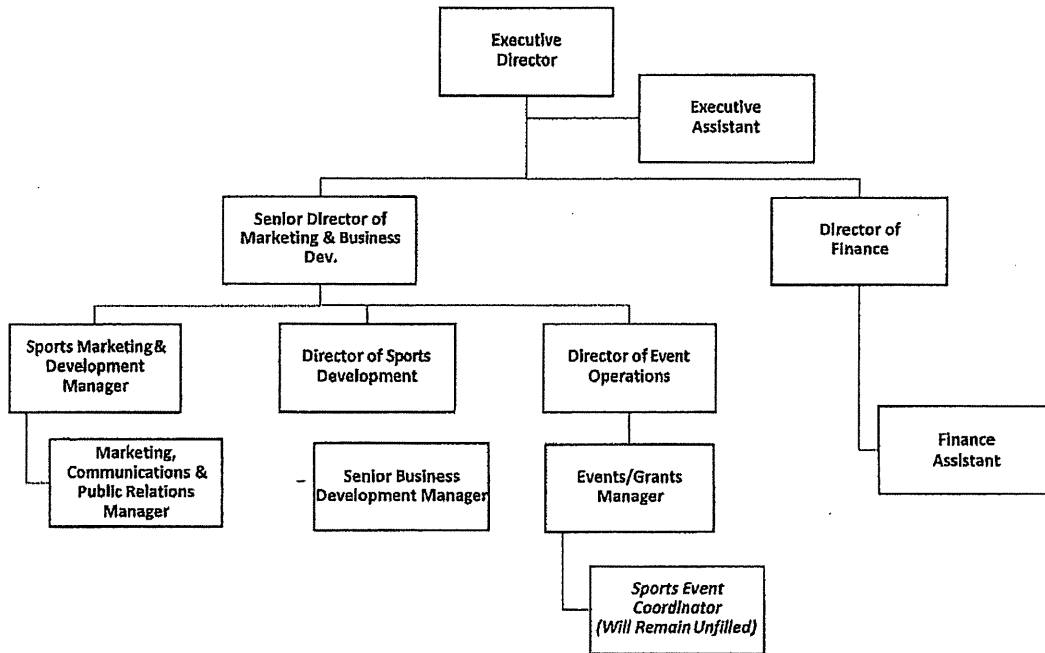 Executive
Director
Executive
Assistant
Senior Director of
Marketing & Business
Dev.
Director of
Finance
Sports Marketing &
Development
Manager
Director of Sports
Development
Director of Event
Operations
Marketing,
Communications &
Public Relations
Manager
Senior Business
Development Manager
Events/Grants
Manager
Finance
Assistant
Sports Event
Coordinator
(Will Remain Unfilled)